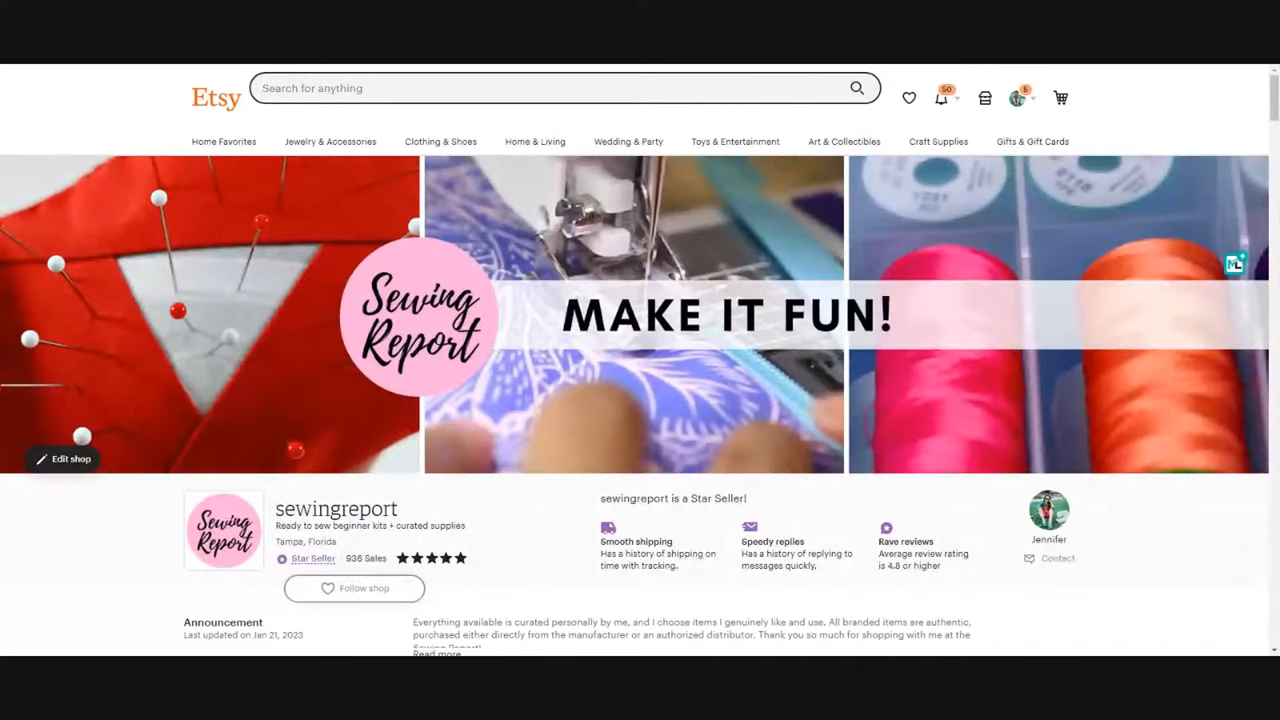 Etsy
Search for anything
50
5
Home Favorites Jewelry & Accessories Clothing & Shoes Home & Living Wedding & Party Toys & Entertainment Art & Collectibles Craft Supplies Gifts & Gift Cards
Sewing
Report
MAKE IT FUN!
Edit shop
Sewing
Report
sewingreport
Ready to sew beginner kits + curated supplies
Tampa, Florida
Star Seller 936 Sales
Follow shop
sewingreport is a Star Seller!
Smooth shipping
Has a history of shipping on
time with tracking.
Speedy replies
Has a history of replying to
messages quickly.
Rave reviews
Average review rating
is 4.8 or higher
Jennifer
Contact
Announcement
Last updated on Jan 21, 2023
Everything available is curated personally by me, and I choose items I genuinely like and use. All branded items are authentic,
purchased either directly from the manufacturer or an authorized distributor. Thank you so much for shopping with me at the
Read more